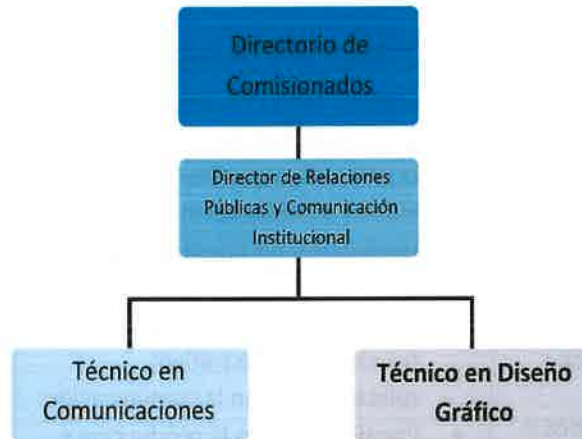 Directorio de
Comisionados
Director de Relaciones
Públicas y Comunicación
Institucional
Técnico en
Comunicaciones
Técnico en Diseño
Gráfico